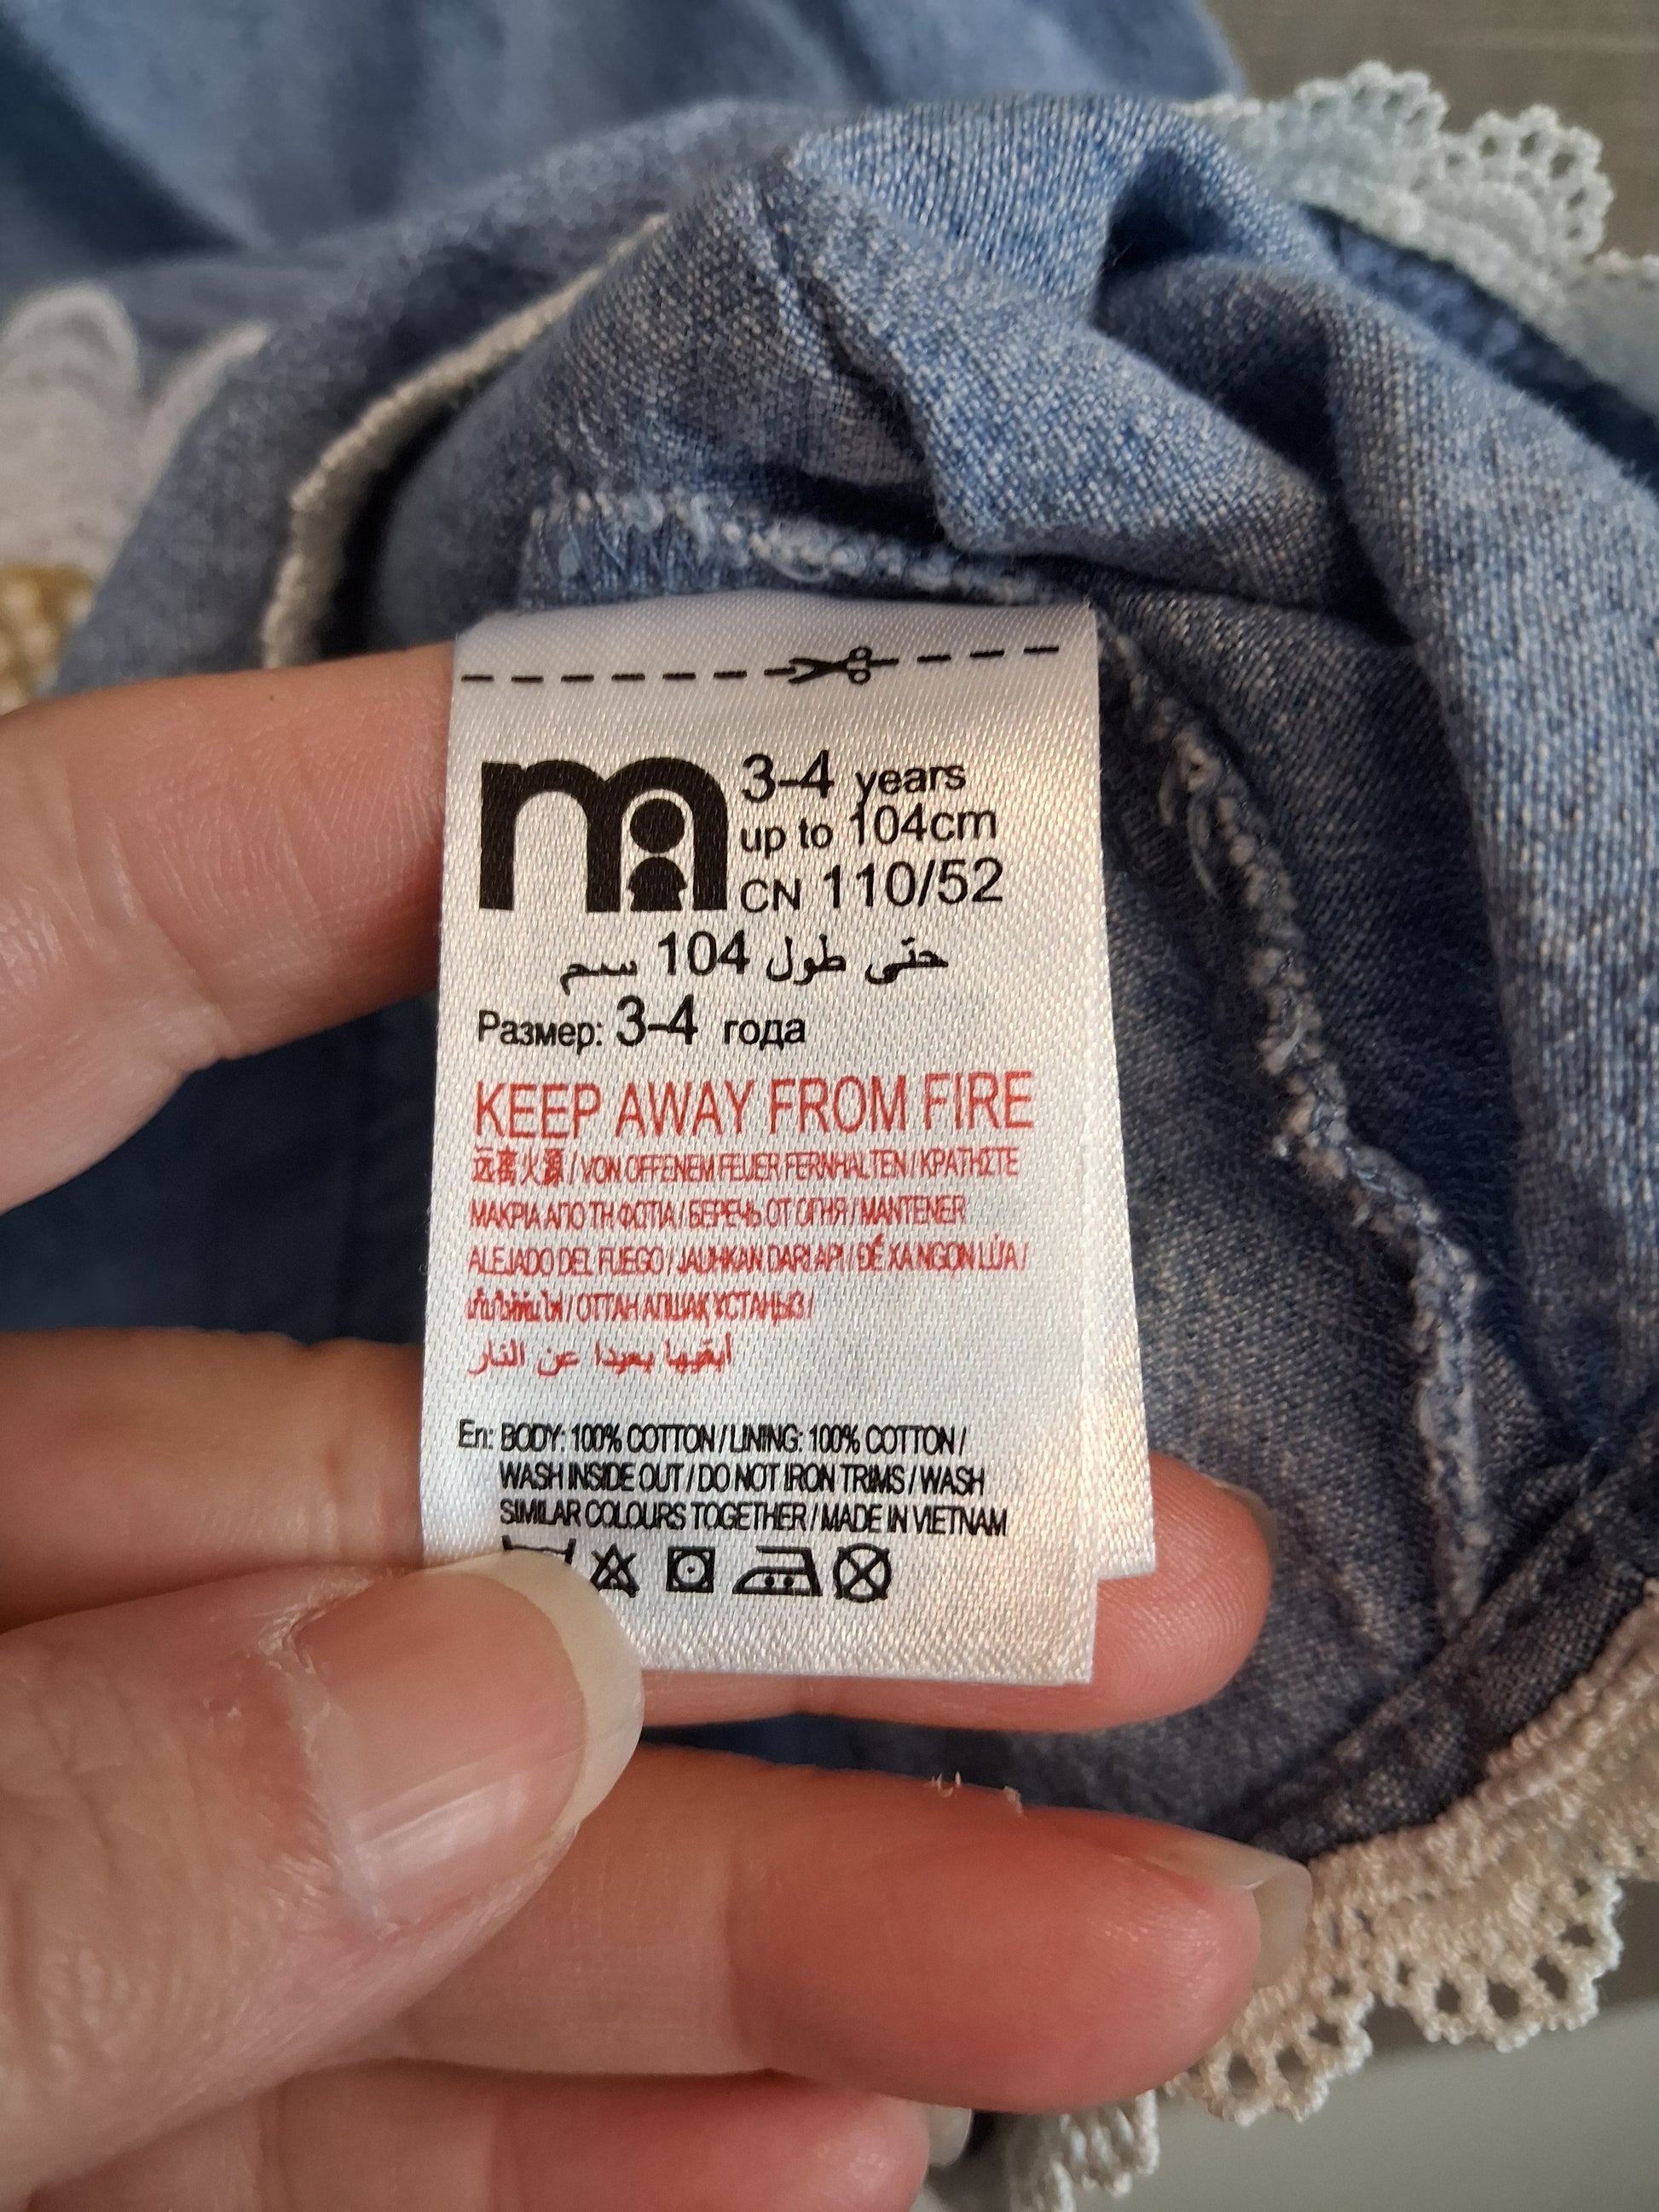 3-4 years
up to 104cm
CN 110/52
حتى طول 104 سم
Размер: 3-4 года
KEEP AWAY FROM FIRE
远离火源 / VON OFFENEM FEUER FERNHALTEN / ΚΡΑΤΗΣΤΕ
ΜΑΚΡΙΑ ΑΠΟ ΤΗ ΦΩΤΙΑ / БЕРЕЧЬ ОТ ОГНЯ / MANTENER
ALEJADO DEL FUEGO / JAUHKAN DARI API / ĐỂ XA NGỌN LỬA /
/ ОТТАН АЛШАҚ ҰСТАҢЫЗ /
أبقيها بعيدا عن النار
En: BODY: 100% COTTON / LINING: 100% COTTON /
WASH INSIDE OUT / DO NOT IRON TRIMS / WASH
SIMILAR COLOURS TOGETHER / MADE IN VIETNAM